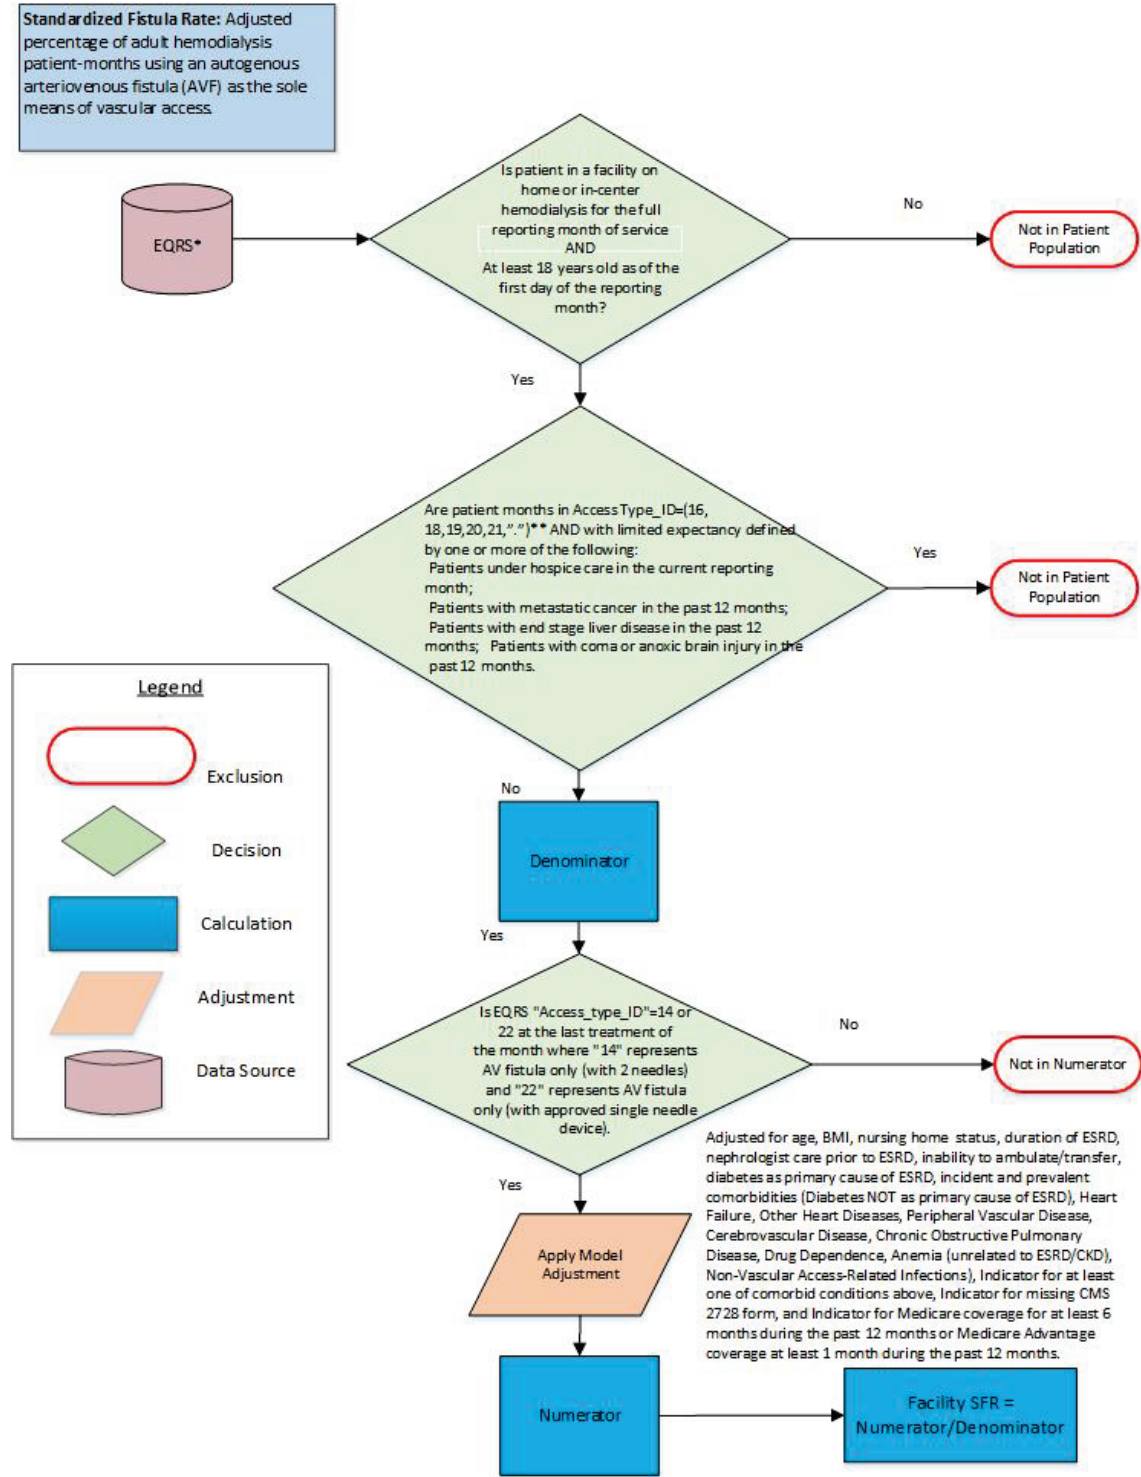 Standardized Fistula Rate: Adjusted
percentage of adult hemodialysis
patient-months using an autogenous
arteriovenous fistula (AVF) as the sole
means of vascular access.
EQRS*
Is patient in a facility on
home or in-center
hemodialysis for the full
reporting month of service
AND
At least 18 years old as of the
first day of the reporting
month?
No
Not in Patient
Population
Yes
Are patient months in Access Type_ID=(16,
18,19,20,21,”.”)** AND with limited expectancy defined
by one or more of the following:
Patients under hospice care in the current reporting
month;
Patients with metastatic cancer in the past 12 months;
Patients with end stage liver disease in the past 12
months; Patients with coma or anoxic brain injury in the
past 12 months.
Yes
Not in Patient
Population
No
Denominator
Yes
Is EQRS "Access_type_ID"=14 or
22 at the last treatment of
the month where "14" represents
AV fistula only (with 2 needles)
and "22" represents AV fistula
only (with approved single needle
device).
No
Not in Numerator
Yes
Apply Model
Adjustment
Adjusted for age, BMI, nursing home status, duration of ESRD,
nephrologist care prior to ESRD, inability to ambulate/transfer,
diabetes as primary cause of ESRD, incident and prevalent
comorbidities (Diabetes NOT as primary cause of ESRD), Heart
Failure, Other Heart Diseases, Peripheral Vascular Disease,
Cerebrovascular Disease, Chronic Obstructive Pulmonary
Disease, Drug Dependence, Anemia (unrelated to ESRD/CKD),
Non-Vascular Access-Related Infections), Indicator for at least
one of comorbid conditions above, Indicator for missing CMS
2728 form, and Indicator for Medicare coverage for at least 6
months during the past 12 months or Medicare Advantage
coverage at least 1 month during the past 12 months.
Numerator
Facility SFR =
Numerator/Denominator
Legend
Exclusion
Decision
Calculation
Adjustment
Data Source